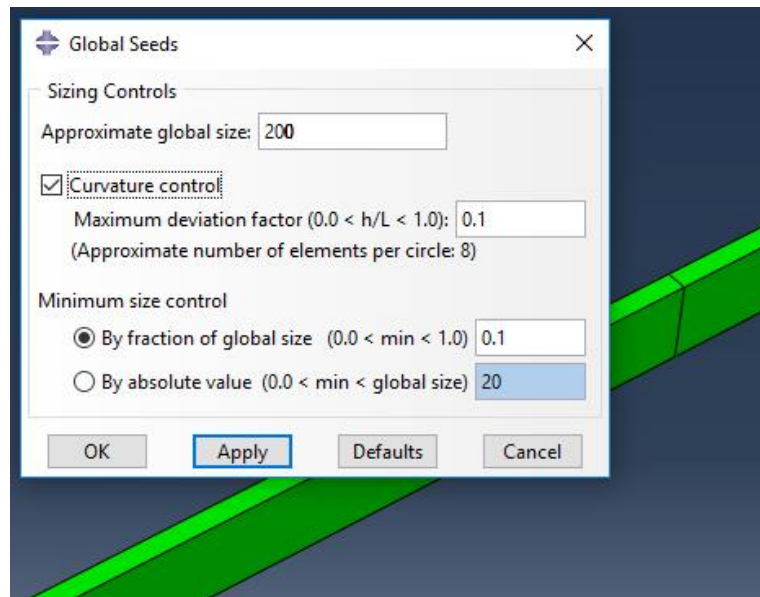 Global Seeds
Sizing Controls
Approximate global size: 200
Curvature control
Maximum deviation factor (0.0 < h/L < 1.0): 0.1
(Approximate number of elements per circle: 8)
Minimum size control
By fraction of global size (0.0 < min < 1.0) 0.1
By absolute value (0.0 < min < global size) 20
OK Apply Defaults Cancel